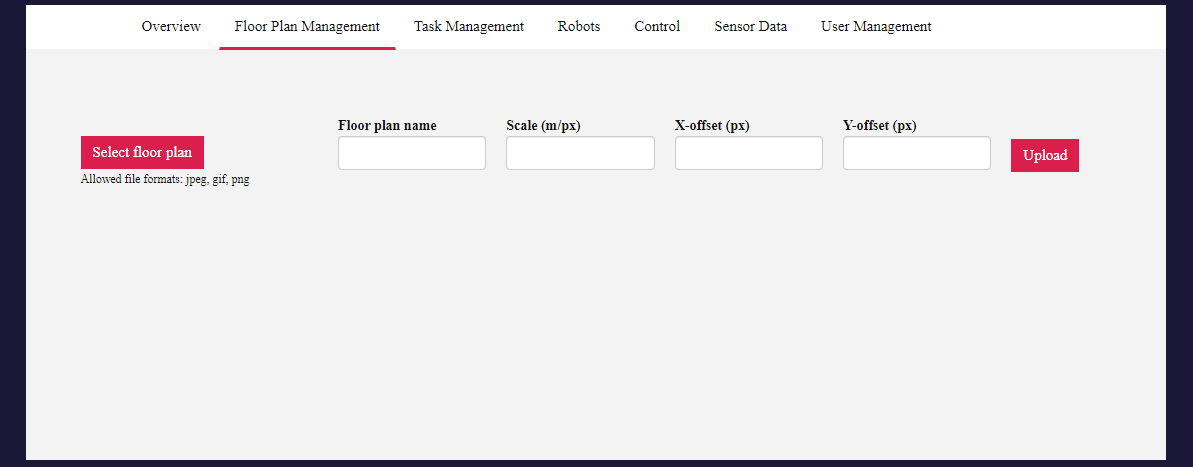 Overview Floor Plan Management Task Management Robots Control Sensor Data User Management
Floor plan name Scale (m/px) X-offset (px) Y-offset (px)
Select floor plan Upload
Allowed file formats: jpeg, gif, png